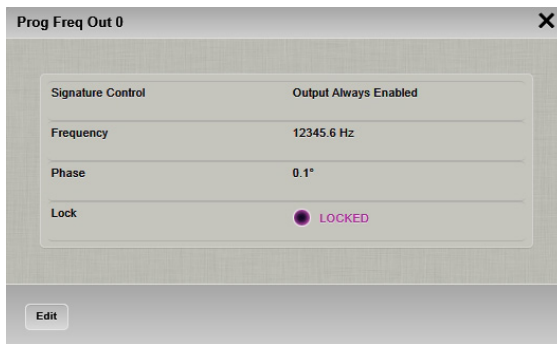 Prog Freq Out 0
Signature Control Output Always Enabled
Frequency 12345.6 Hz
Phase 0.1°
Lock LOCKED
Edit